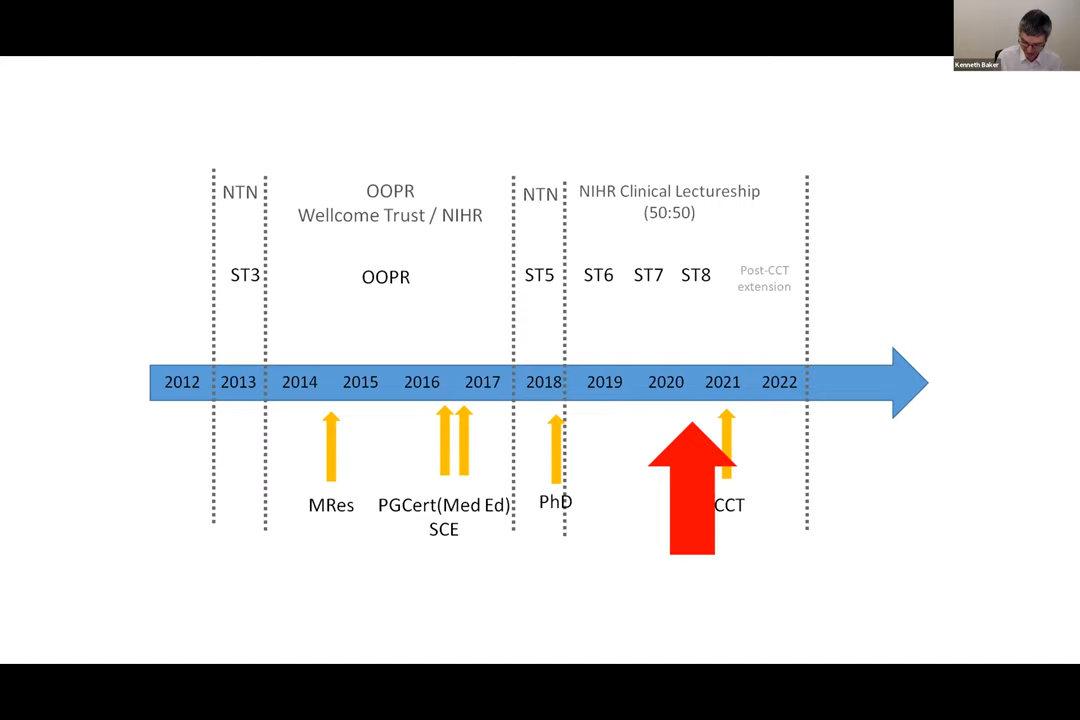 Kenneth Baker
NTN
OOPR
Wellcome Trust / NIHR
NTN
NIHR Clinical Lectureship
(50:50)
ST3
OOPR
ST5
ST6
ST7
ST8
Post-CCT
extension
2012
2013
2014
2015
2016
2017
2018
2019
2020
2021
2022
MRes
PGCert(Med Ed)
SCE
PhD
CCT